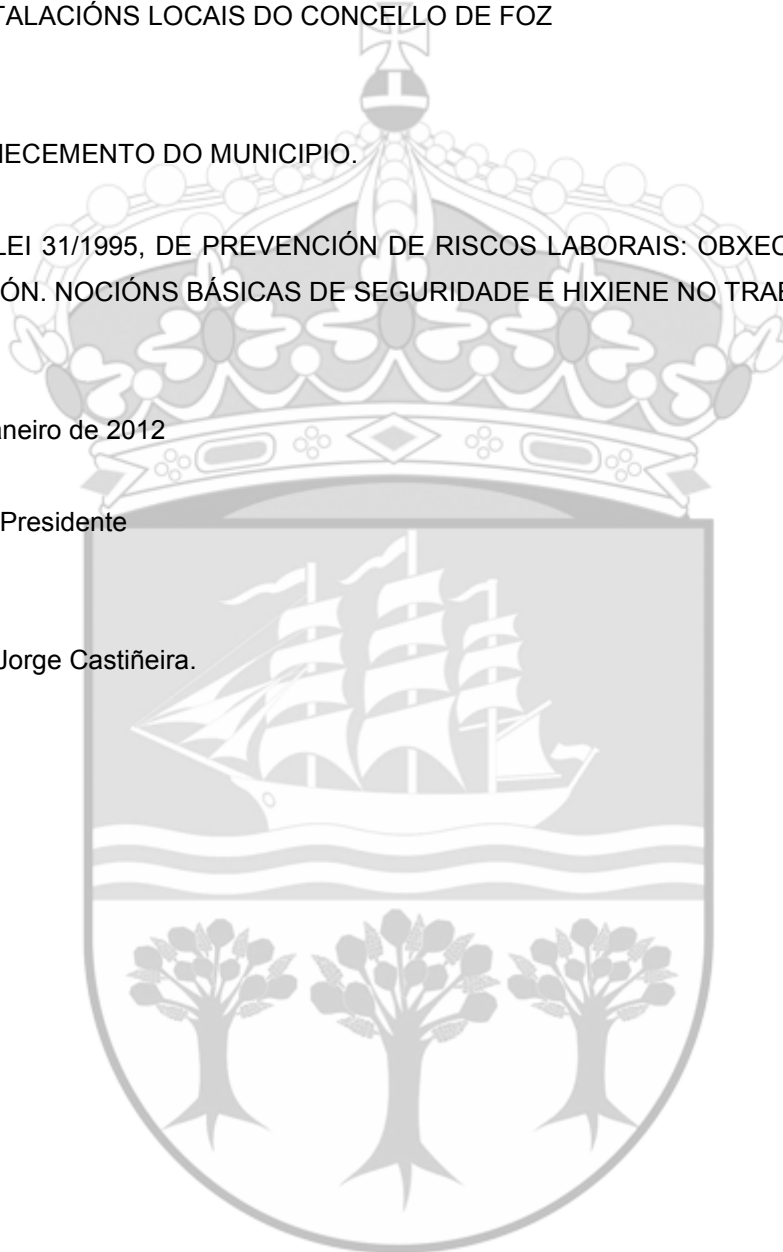 TALACIÓNS LOCAIS DO CONCELLO DE FOZ
IECEMENTO DO MUNICIPIO.
LEI 31/1995, DE PREVENCIÓN DE RISCOS LABORAIS: OBXEC
ÓN. NOCIÓNS BÁSICAS DE SEGURIDADE E HIXIENE NO TRAB
aneiro de 2012
Presidente
Jorge Castiñeira.